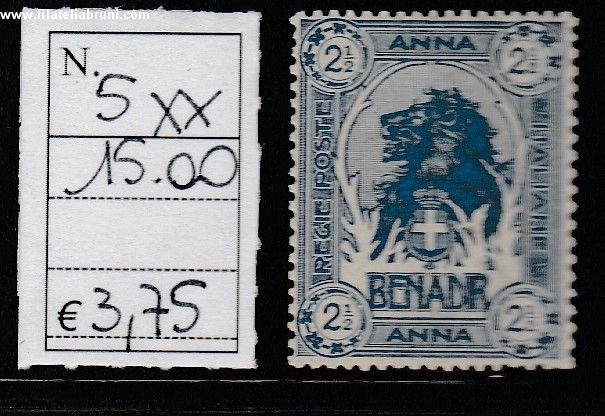 www.filateliabruni.com
N.
5 xx
15.00
€ 3,75
2½ ANNA 2½
REGIE POSTE
ITALIANE
BENADIR
2½ ANNA 2½